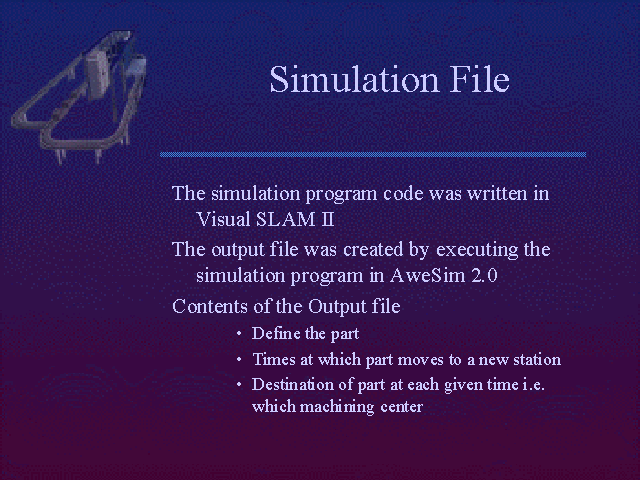 Simulation File
The simulation program code was written in
Visual SLAM II
The output file was created by executing the
simulation program in AweSim 2.0
Contents of the Output file
• Define the part
• Times at which part moves to a new station
• Destination of part at each given time i.e.
which machining center